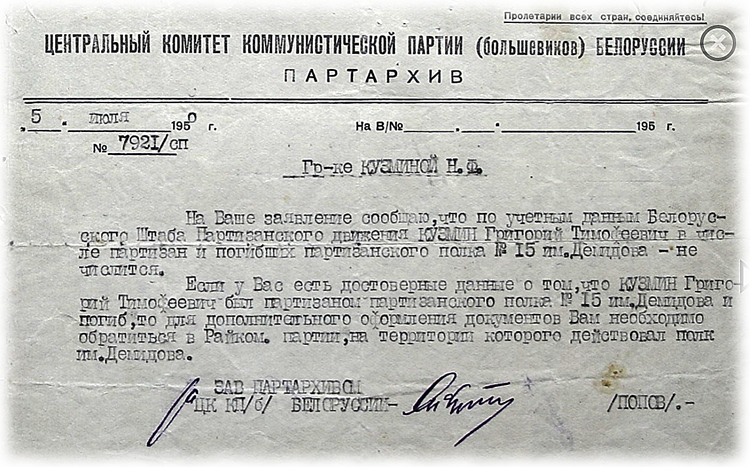 Пролетарии всех стран, соединяйтесь!
ЦЕНТРАЛЬНЫЙ КОМИТЕТ КОММУНИСТИЧЕСКОЙ ПАРТИИ (большевиков) БЕЛОРУССИИ
ПАРТАРХИВ
„5" июля 1950 г. На В/№ . 195 г.
№ 7921/сп
Гр-ке КУЗМИНОЙ Н.Ф.
На Ваше заявление сообщаю, что по учетным данным Белорус-
ского Штаба Партизанского движения КУЗМИН Григорий Тимофеевич в чис-
ле партизан и погибших партизанского полка № 15 им.Демидова – не
числится.
Если у Вас есть достоверные данные о том, что КУЗМИН Григо-
рий Тимофеевич был партизаном партизанского полка № 15 им.Демидова и
погиб, то для дополнительного оформления документов Вам необходимо
обратиться в Райком. партии, на территории которого действовал полк
им.Демидова.
ЗАВ ПАРТАРХИВОМ
ЦК КП/б/ БЕЛОРУССИИ- /ПОПОВ/.-